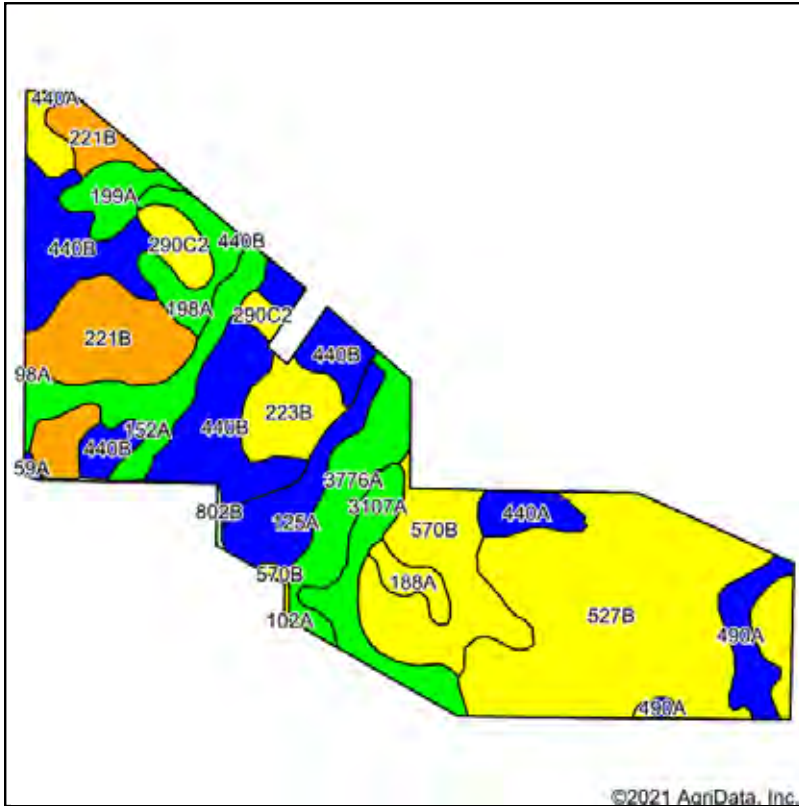 440A
221B
199A
440B
290C2
440B
198A
290C2
221B
440B
98A
223B
152A
440B
440B
59A
3776A
3107A
802B
125A
570B
440A
570B
188A
102A
527B
490A
490A
©2021 AgriData, Inc.